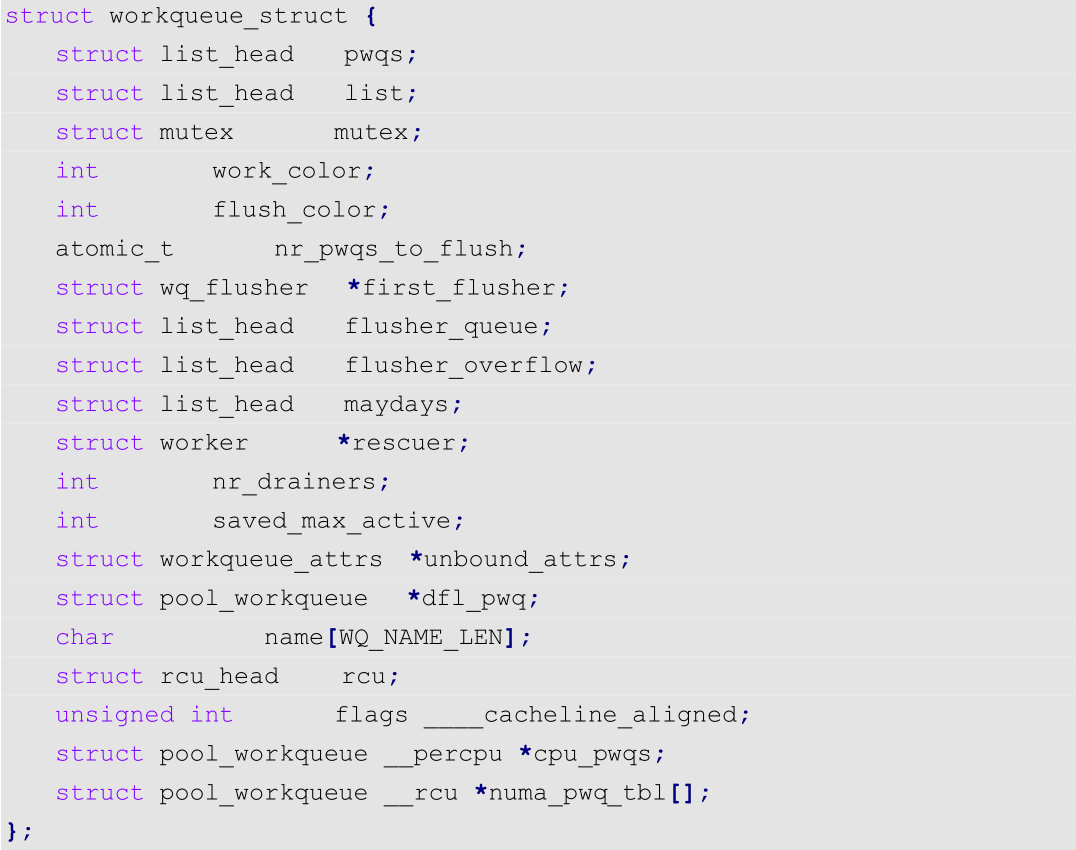 struct workqueue_struct {
    struct list_head   pwqs;
    struct list_head   list;
    struct mutex      mutex;
    int       work_color;
    int       flush_color;
    atomic_t      nr_pwqs_to_flush;
    struct wq_flusher  *first_flusher;
    struct list_head   flusher_queue;
    struct list_head   flusher_overflow;
    struct list_head   maydays;
    struct worker     *rescuer;
    int       nr_drainers;
    int       saved_max_active;
    struct workqueue_attrs  *unbound_attrs;
    struct pool_workqueue  *dfl_pwq;
    char          name[WQ_NAME_LEN];
    struct rcu_head    rcu;
    unsigned int      flags ____cacheline_aligned;
    struct pool_workqueue __percpu *cpu_pwqs;
    struct pool_workqueue __rcu *numa_pwq_tbl[];
};